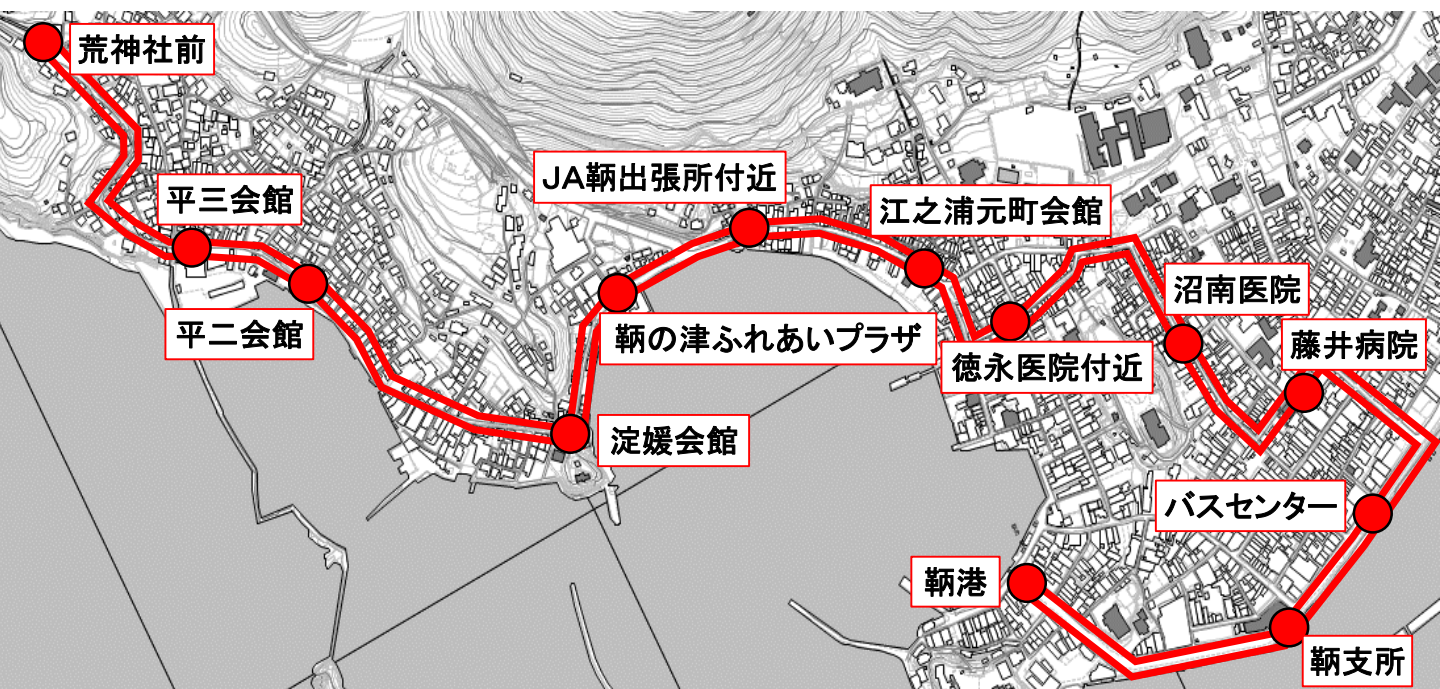 荒神社前
平三会館
平二会館
淀媛会館
鞆の津ふれあいプラザ
JA鞆出張所付近
江之浦元町会館
徳永医院付近
沼南医院
藤井病院
バスセンター
鞆支所
鞆港